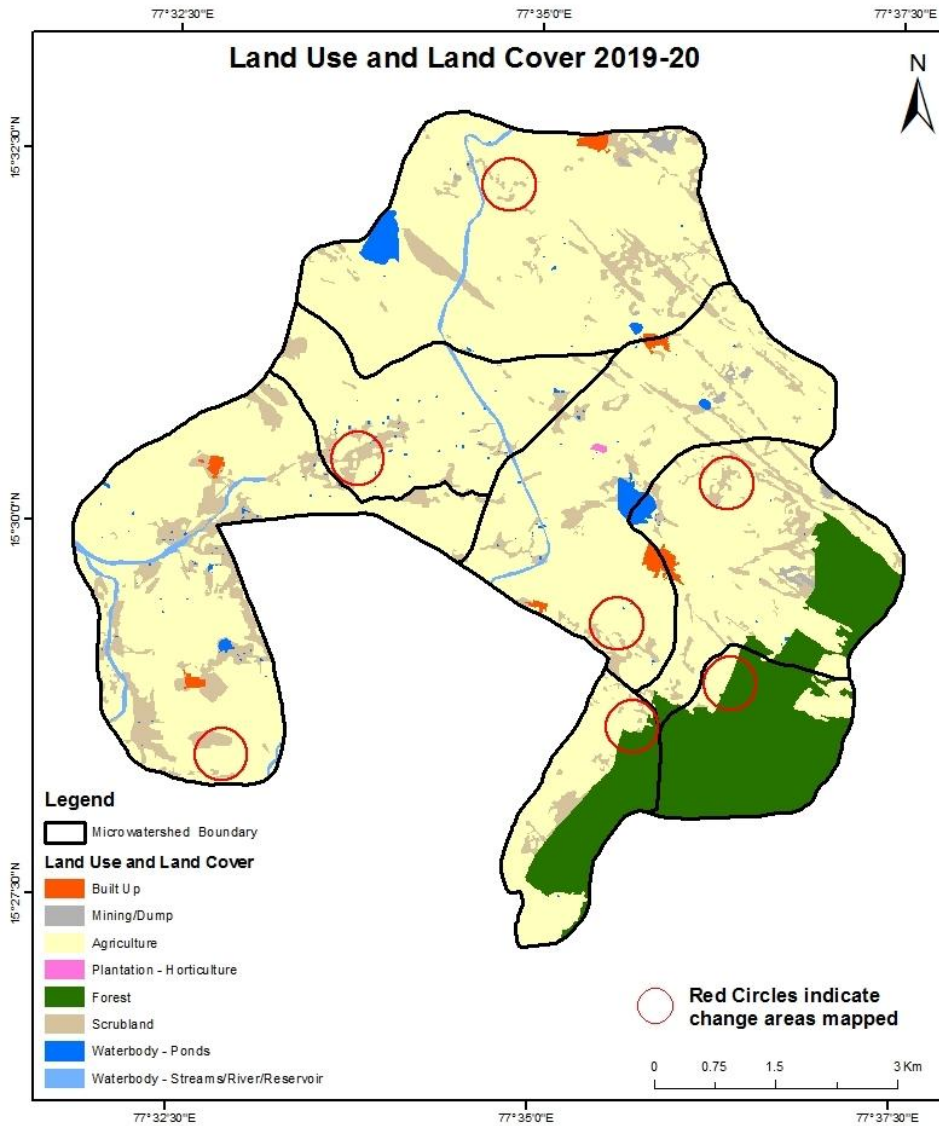 77°32'30"E 77°35'0"E 77°37'30"E
Land Use and Land Cover 2019-20
N
15°32'30"N
15°30'0"N
15°27'30"N
Legend
Microwatershed Boundary
Land Use and Land Cover
Built Up
Mining/Dump
Agriculture
Plantation - Horticulture
Forest
Scrubland
Waterbody - Ponds
Waterbody - Streams/River/Reservoir
Red Circles indicate
change areas mapped
0 0.75 1.5 3 Km
77°32'30"E 77°35'0"E 77°37'30"E